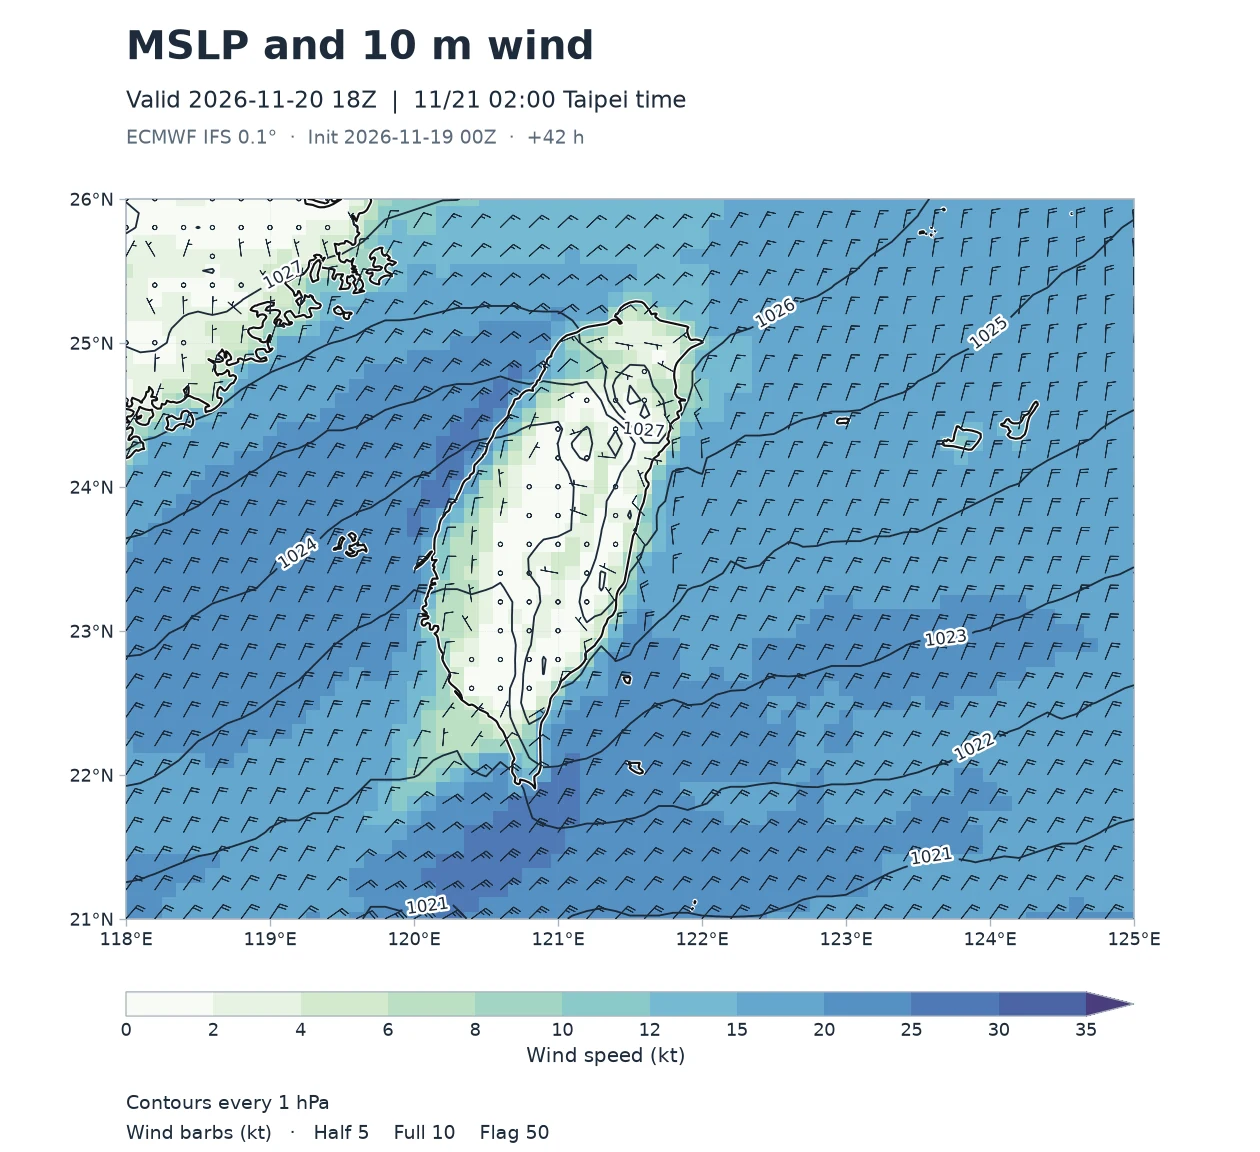 MSLP and 10 m wind
Valid 2026-11-20 18Z | 11/21 02:00 Taipei time
ECMWF IFS 0.1° · Init 2026-11-19 00Z · +42 h
26°N
1027
1026
1025
25°N
1027
24°N
1024
23°N
1023
1022
22°N
1021
1021
21°N
118°E 119°E 120°E 121°E 122°E 123°E 124°E 125°E
0 2 4 6 8 10 12 15 20 25 30 35
Wind speed (kt)
Contours every 1 hPa
Wind barbs (kt) · Half 5 Full 10 Flag 50